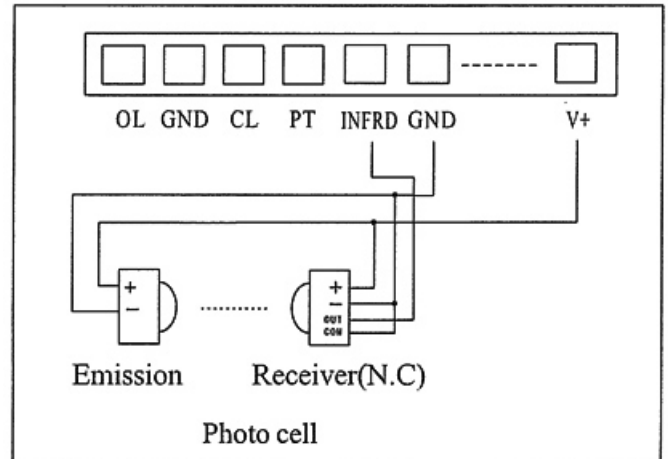 OL GND CL PT INFRD GND V+
+
−
+
−
OUT
COM
Emission Receiver(N.C)
Photo cell